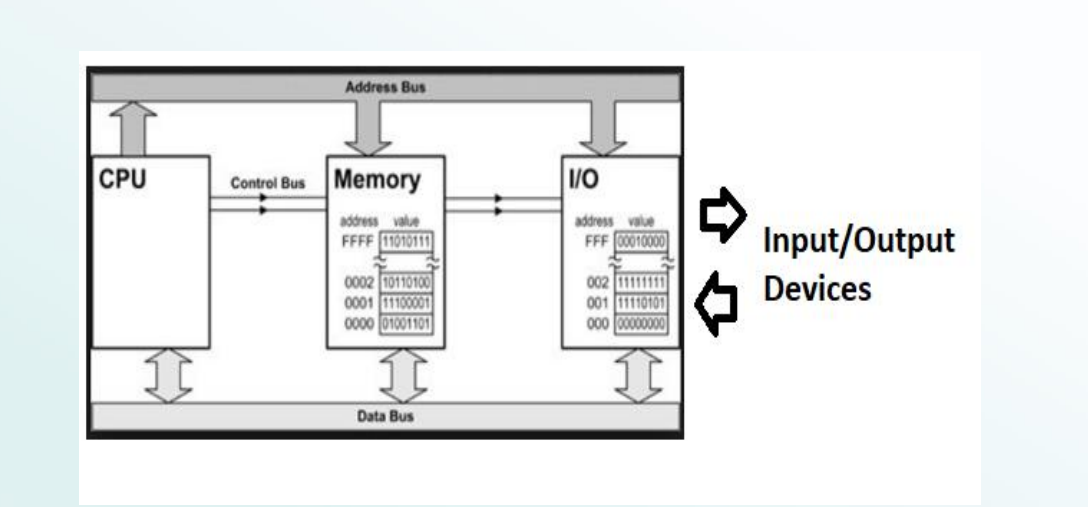 Address Bus
CPU
Control Bus
Memory
address value
FFFF 11010111
0002 10110100
0001 11100001
0000 01001101
I/O
address value
FFF 00010000
002 11111111
001 11110101
000 00000000
Input/Output
Devices
Data Bus